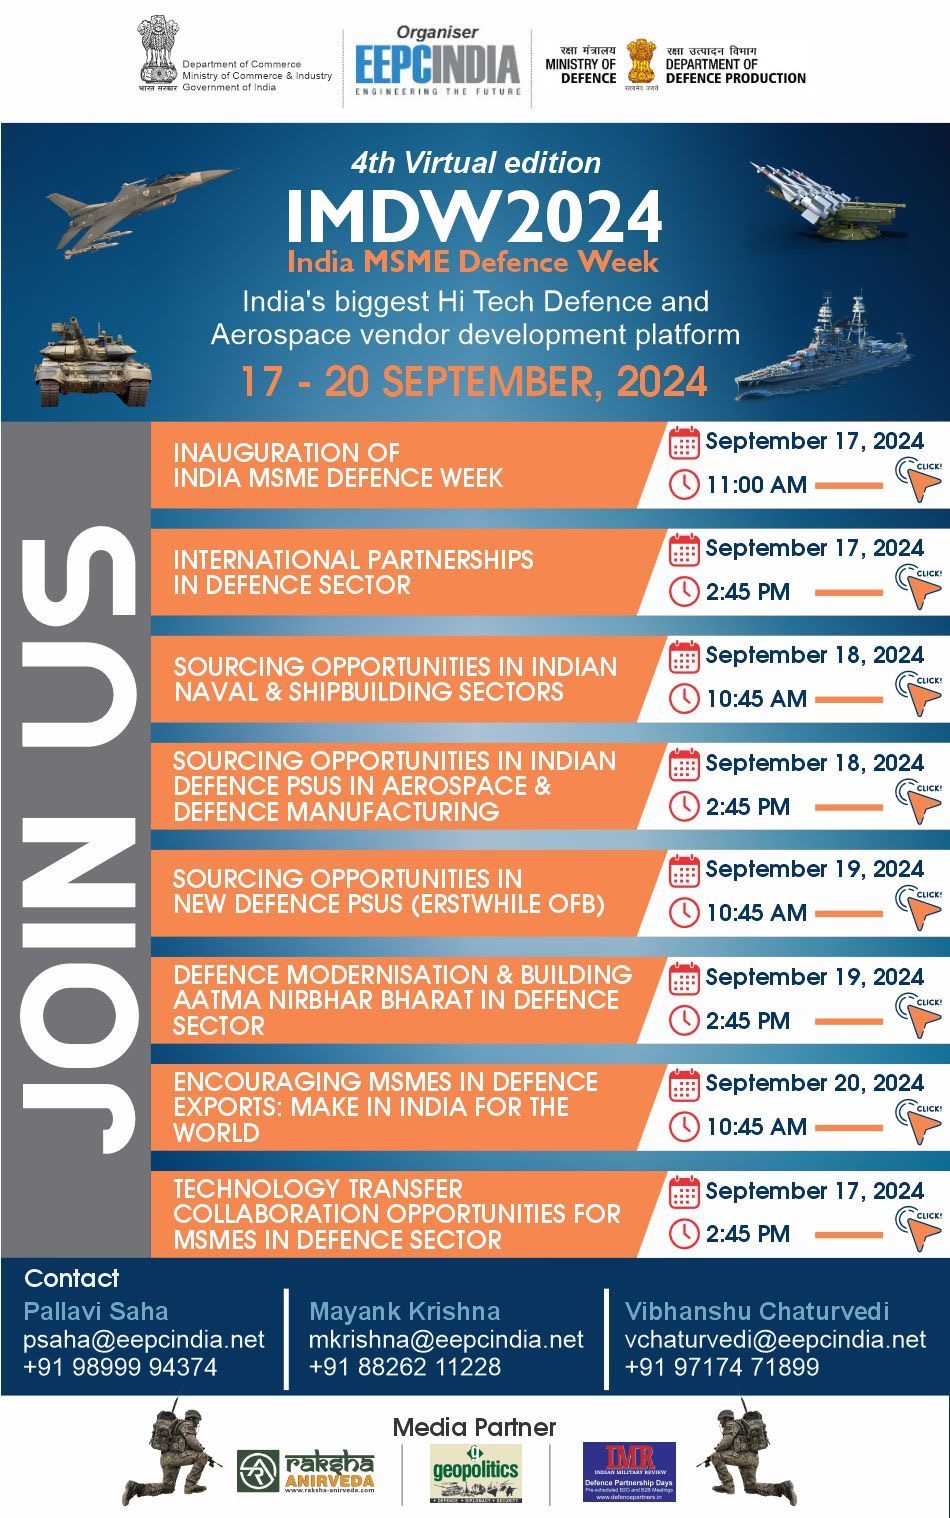 Department of Commerce
Ministry of Commerce & Industry
भारत सरकार Government of India
Organiser
EEPCINDIA
ENGINEERING THE FUTURE
रक्षा मंत्रालय
MINISTRY OF
DEFENCE
सत्यमेव जयते
रक्षा उत्पादन विभाग
DEPARTMENT OF
DEFENCE PRODUCTION
4th Virtual edition
IMDW2024
India MSME Defence Week
India's biggest Hi Tech Defence and
Aerospace vendor development platform
17 - 20 SEPTEMBER, 2024
JOIN US
INAUGURATION OF
INDIA MSME DEFENCE WEEK
September 17, 2024
11:00 AM
CLICK!
INTERNATIONAL PARTNERSHIPS
IN DEFENCE SECTOR
September 17, 2024
2:45 PM
CLICK!
SOURCING OPPORTUNITIES IN INDIAN
NAVAL & SHIPBUILDING SECTORS
September 18, 2024
10:45 AM
CLICK!
SOURCING OPPORTUNITIES IN INDIAN
DEFENCE PSUS IN AEROSPACE &
DEFENCE MANUFACTURING
September 18, 2024
2:45 PM
CLICK!
SOURCING OPPORTUNITIES IN
NEW DEFENCE PSUS (ERSTWHILE OFB)
September 19, 2024
10:45 AM
CLICK!
DEFENCE MODERNISATION & BUILDING
AATMA NIRBHAR BHARAT IN DEFENCE
SECTOR
September 19, 2024
2:45 PM
CLICK!
ENCOURAGING MSMES IN DEFENCE
EXPORTS: MAKE IN INDIA FOR THE
WORLD
September 20, 2024
10:45 AM
CLICK!
TECHNOLOGY TRANSFER
COLLABORATION OPPORTUNITIES FOR
MSMES IN DEFENCE SECTOR
September 17, 2024
2:45 PM
CLICK!
Contact
Pallavi Saha
psaha@eepcindia.net
+91 98999 94374
Mayank Krishna
mkrishna@eepcindia.net
+91 88262 11228
Vibhanshu Chaturvedi
vchaturvedi@eepcindia.net
+91 97174 71899
Media Partner
raksha
ANIRVEDA
www.raksha-anirveda.com
geopolitics
• DEFENCE • DIPLOMACY • SECURITY
IMR
INDIAN MILITARY REVIEW
Defence Partnership Days
Pre-scheduled B2G and B2B Meetings
www.defencepartners.in